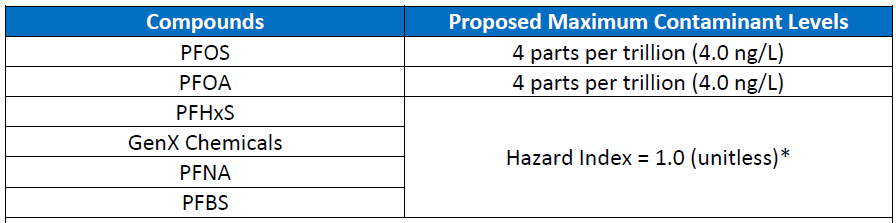 Compounds Proposed Maximum Contaminant Levels
PFOS 4 parts per trillion (4.0 ng/L)
PFOA 4 parts per trillion (4.0 ng/L)
PFHxS
GenX Chemicals
Hazard Index = 1.0 (unitless)*
PFNA
PFBS